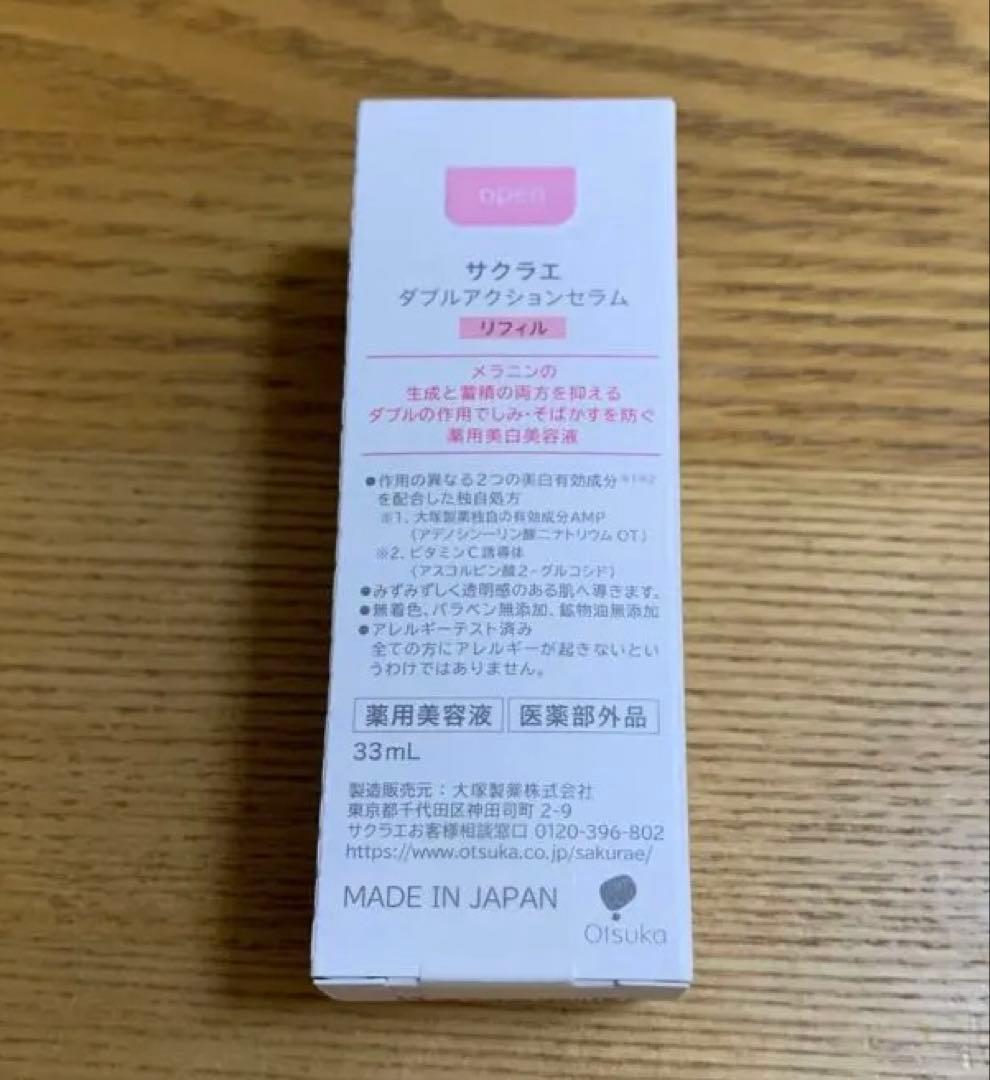 open
サクラエ
ダブルアクションセラム
リフィル
メラニンの
生成と蓄積の両方を抑える
ダブルの作用でしみ・そばかすを防ぐ
薬用美白美容液
●作用の異なる2つの美白有効成分※1※2
を配合した独自処方
※1. 大塚製薬独自の有効成分AMP
(アデノシン一リン酸二ナトリウム OT)
※2. ビタミンC誘導体
(アスコルビン酸2-グルコシド)
●みずみずしく透明感のある肌へ導きます。
●無着色、パラベン無添加、鉱物油無添加
●アレルギーテスト済み
全ての方にアレルギーが起きないとい
うわけではありません。
薬用美容液 医薬部外品
33mL
製造販売元：大塚製薬株式会社
東京都千代田区神田司町 2-9
サクラエお客様相談窓口 0120-396-802
https://www.otsuka.co.jp/sakurae/
MADE IN JAPAN
Otsuka